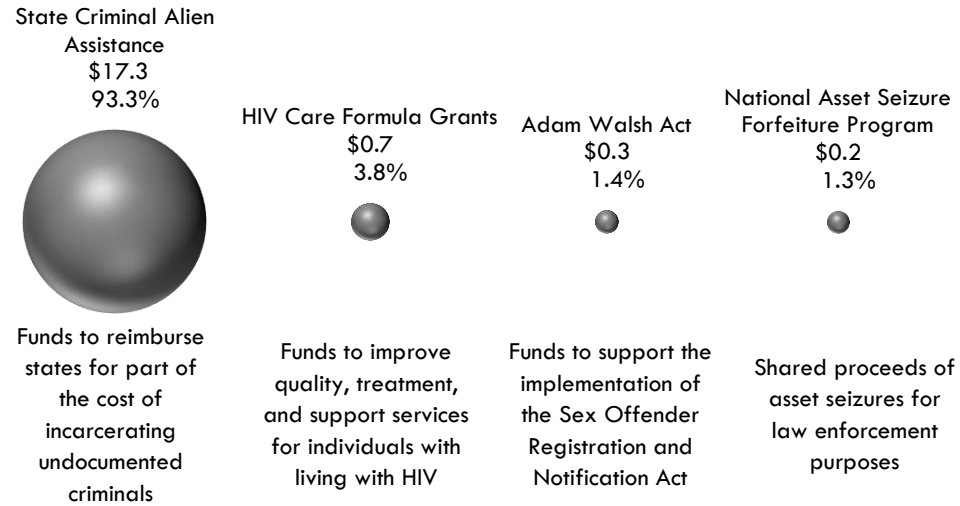 State Criminal Alien
Assistance
$17.3
93.3%
HIV Care Formula Grants
$0.7
3.8%
Adam Walsh Act
$0.3
1.4%
National Asset Seizure
Forfeiture Program
$0.2
1.3%
Funds to reimburse
states for part of
the cost of
incarcerating
undocumented
criminals
Funds to improve
quality, treatment,
and support services
for individuals with
living with HIV
Funds to support the
implementation of
the Sex Offender
Registration and
Notification Act
Shared proceeds of
asset seizures for
law enforcement
purposes